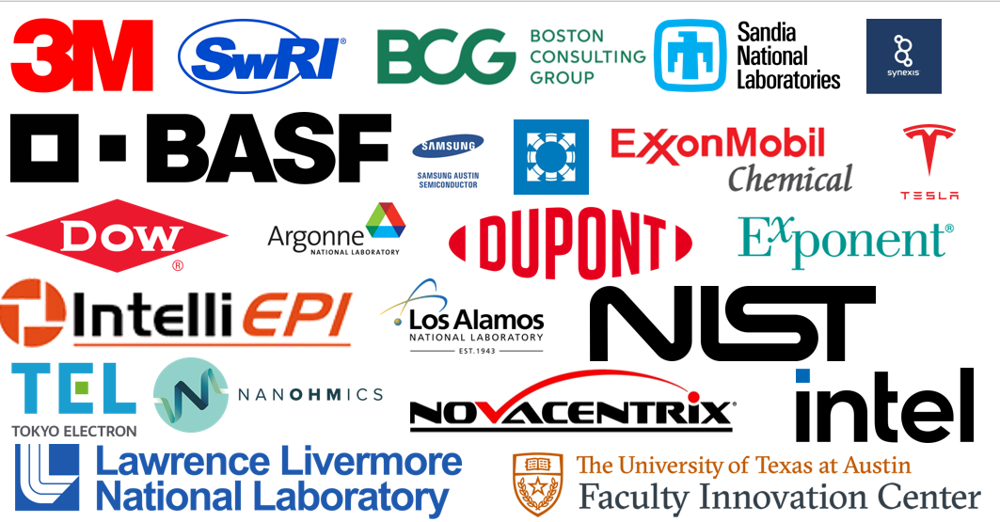 3M
SwRI®
BCG
BOSTON
CONSULTING
GROUP
Sandia
National
Laboratories
synexis
BASF
SAMSUNG
SAMSUNG AUSTIN
SEMICONDUCTOR
ExxonMobil
Chemical
TESLA
Dow
®
Argonne
NATIONAL LABORATORY
DUPONT
Exponent®
IntelliEPI
Los Alamos
NATIONAL LABORATORY
EST.1943
NIST
TEL
TOKYO ELECTRON
NANOHMICS
NOVACENTRiX
intel
Lawrence Livermore
National Laboratory
The University of Texas at Austin
Faculty Innovation Center